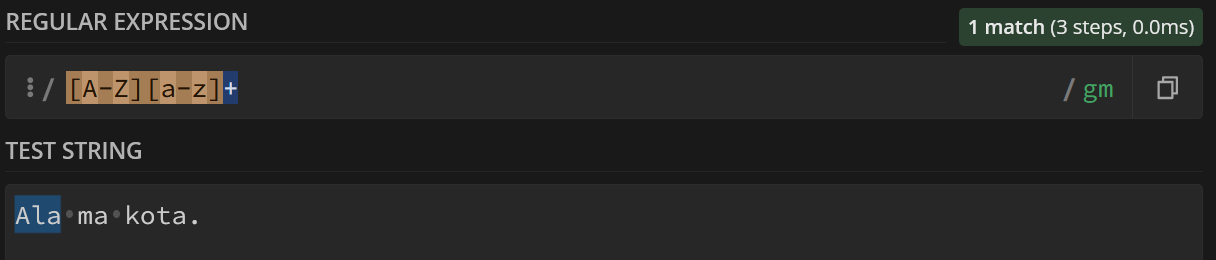 REGULAR EXPRESSION
1 match (3 steps, 0.0ms)
/ [A-Z][a-z]+ / gm
TEST STRING
Ala·ma·kota.